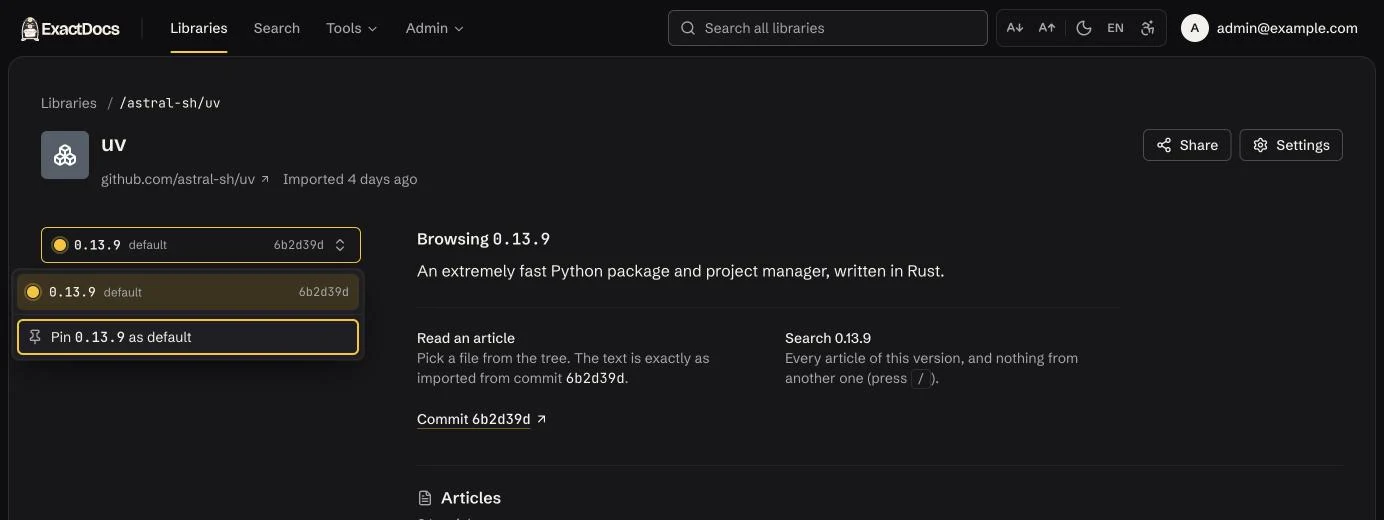 ExactDocs
Libraries
Search
Tools
Admin
Search all libraries
A↓
A↑
EN
A
admin@example.com
Libraries / /astral-sh/uv
uv
Share
Settings
github.com/astral-sh/uv ↗ Imported 4 days ago
0.13.9 default 6b2d39d
0.13.9 default 6b2d39d
Pin 0.13.9 as default
Browsing 0.13.9
An extremely fast Python package and project manager, written in Rust.
Read an article
Pick a file from the tree. The text is exactly as
imported from commit 6b2d39d.
Commit 6b2d39d ↗
Search 0.13.9
Every article of this version, and nothing from
another one (press / ).
Articles